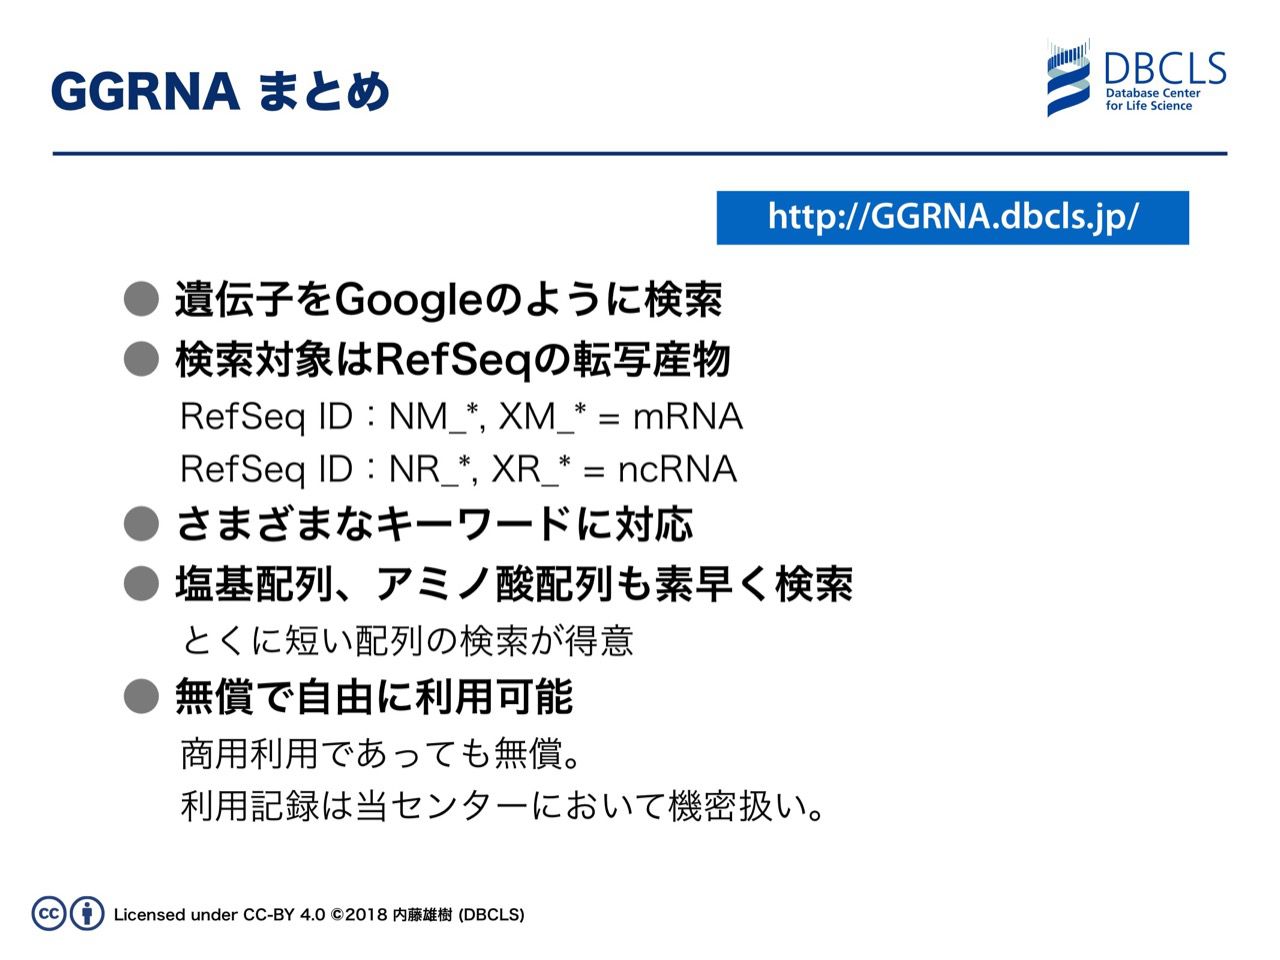 GGRNA まとめ
DBCLS
Database Center
for Life Science
http://GGRNA.dbcls.jp/
● 遺伝子をGoogleのように検索
● 検索対象はRefSeqの転写産物
RefSeq ID：NM_*, XM_* = mRNA
RefSeq ID：NR_*, XR_* = ncRNA
● さまざまなキーワードに対応
● 塩基配列、アミノ酸配列も素早く検索
とくに短い配列の検索が得意
● 無償で自由に利用可能
商用利用であっても無償。
利用記録は当センターにおいて機密扱い。
cc Licensed under CC-BY 4.0 ©2018 内藤雄樹 (DBCLS)